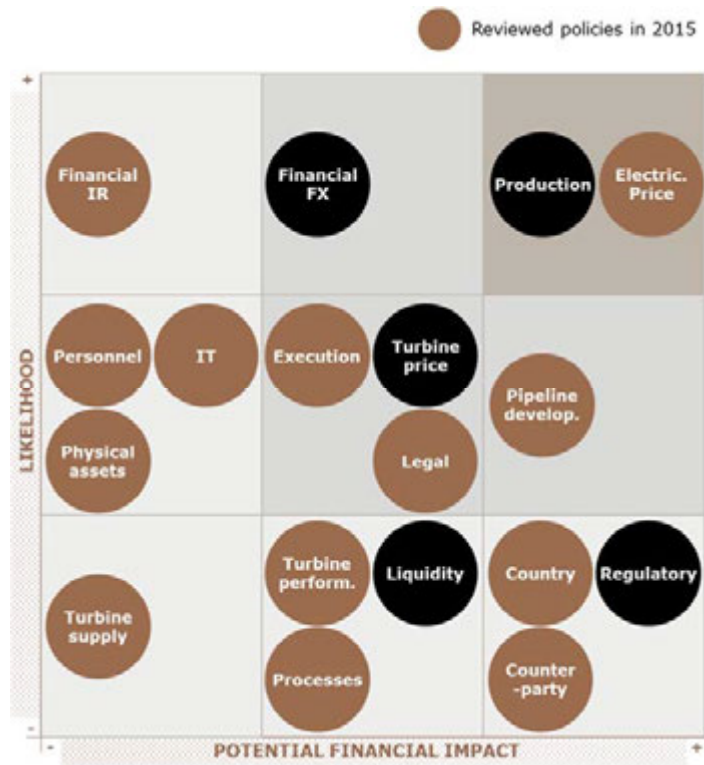 Reviewed policies in 2015
+
Financial
IR
Financial
FX
Production
Electric.
Price
LIKELIHOOD
Personnel
IT
Execution
Turbine
price
Pipeline
develop.
Physical
assets
Legal
Turbine
supply
Turbine
perform.
Liquidity
Country
Regulatory
Processes
Counter
-party
-
-
POTENTIAL FINANCIAL IMPACT
+